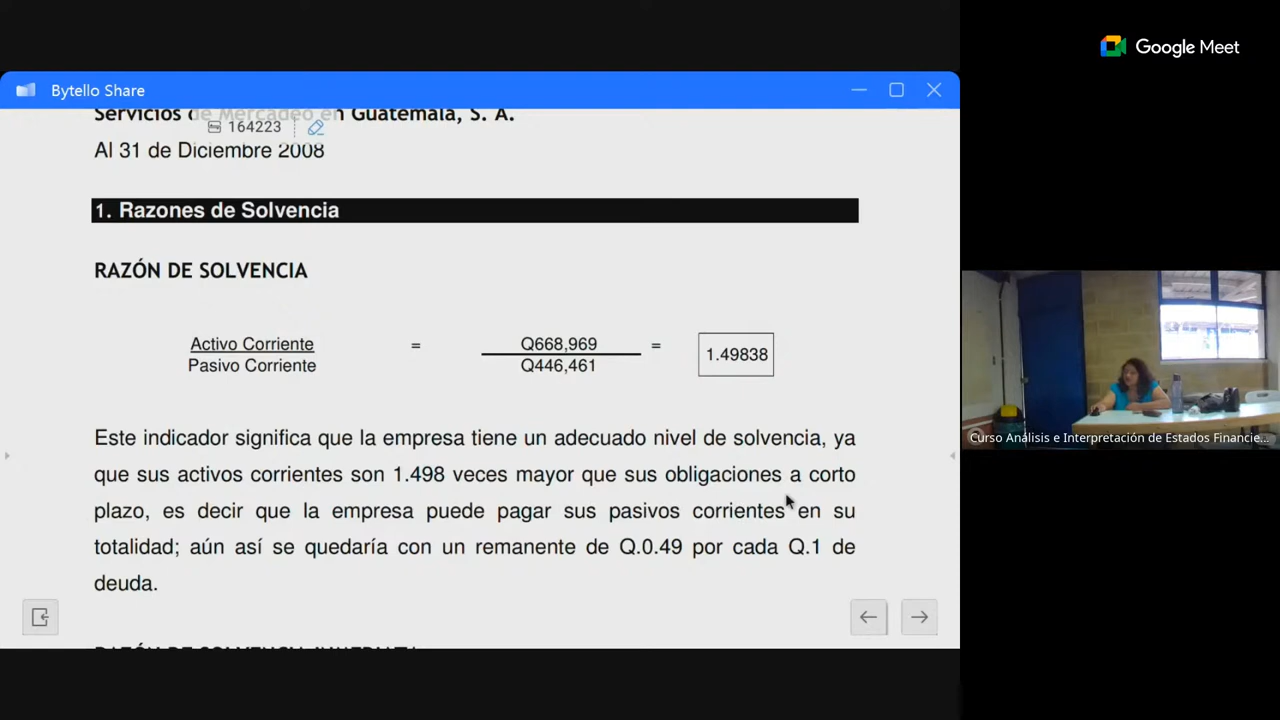 Google Meet
Bytello Share
Servicios de Mercadeo en Guatemala, S. A.
164223
Al 31 de Diciembre 2008
1. Razones de Solvencia
RAZÓN DE SOLVENCIA
Activo Corriente = Q668,969 = 1.49838
Pasivo Corriente Q446,461
Este indicador significa que la empresa tiene un adecuado nivel de solvencia, ya
que sus activos corrientes son 1.498 veces mayor que sus obligaciones a corto
plazo, es decir que la empresa puede pagar sus pasivos corrientes en su
totalidad; aún así se quedaría con un remanente de Q.0.49 por cada Q.1 de
deuda.
Curso Análisis e Interpretación de Estados Financie...